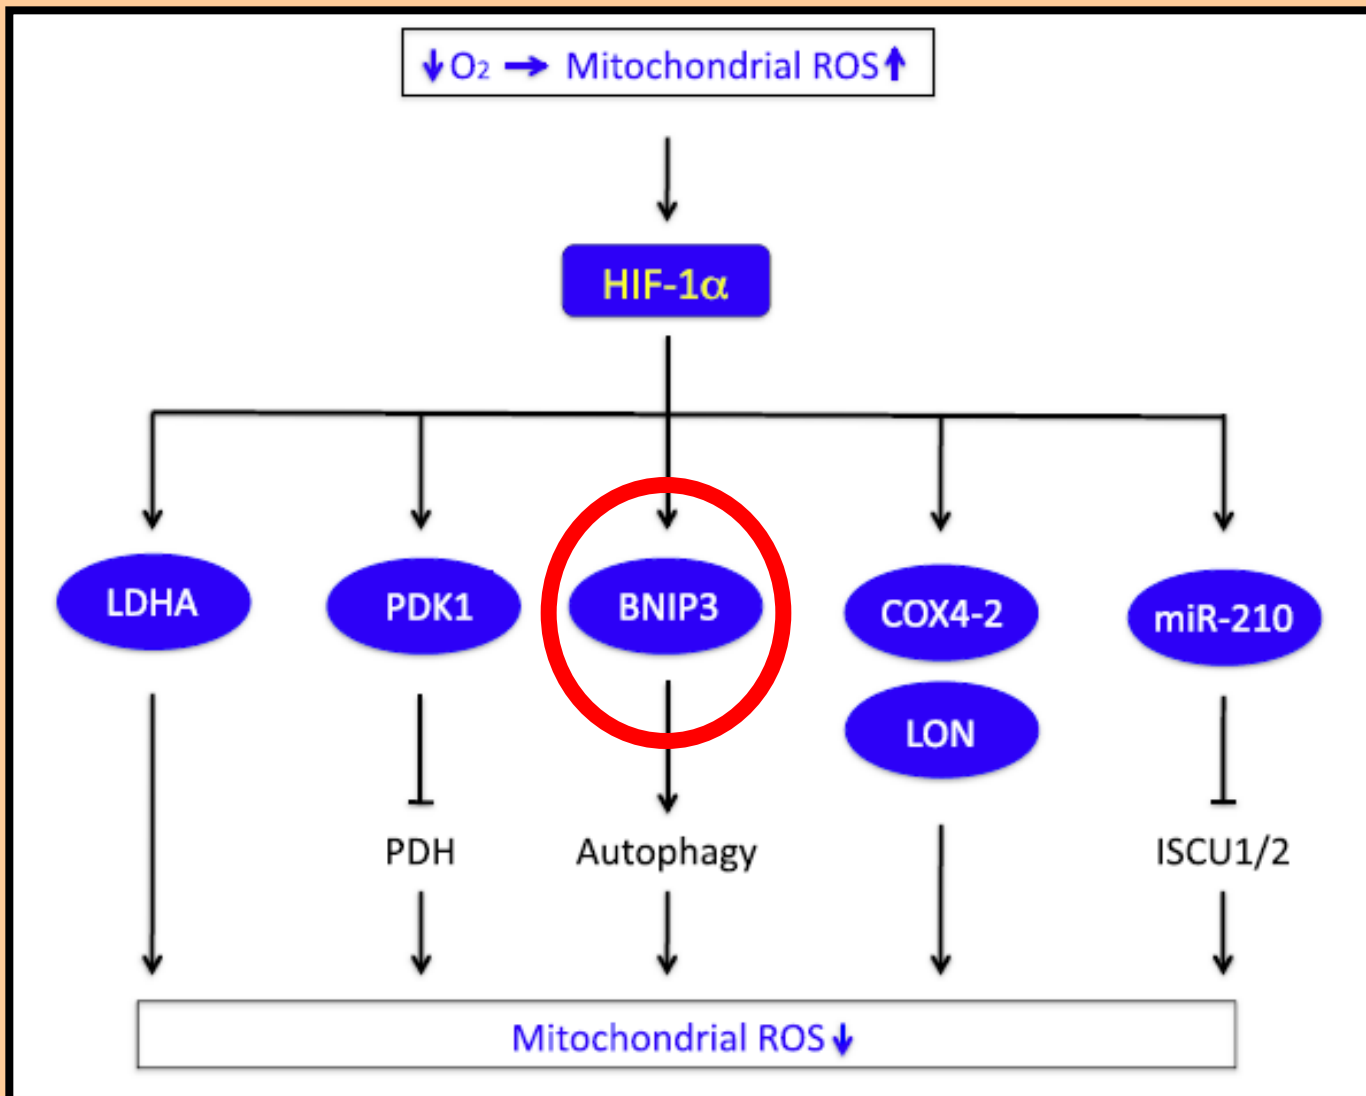 ↓O₂ → Mitochondrial ROS↑
HIF-1α
LDHA
PDK1
BNIP3
COX4-2
miR-210
LON
PDH
Autophagy
ISCU1/2
Mitochondrial ROS↓